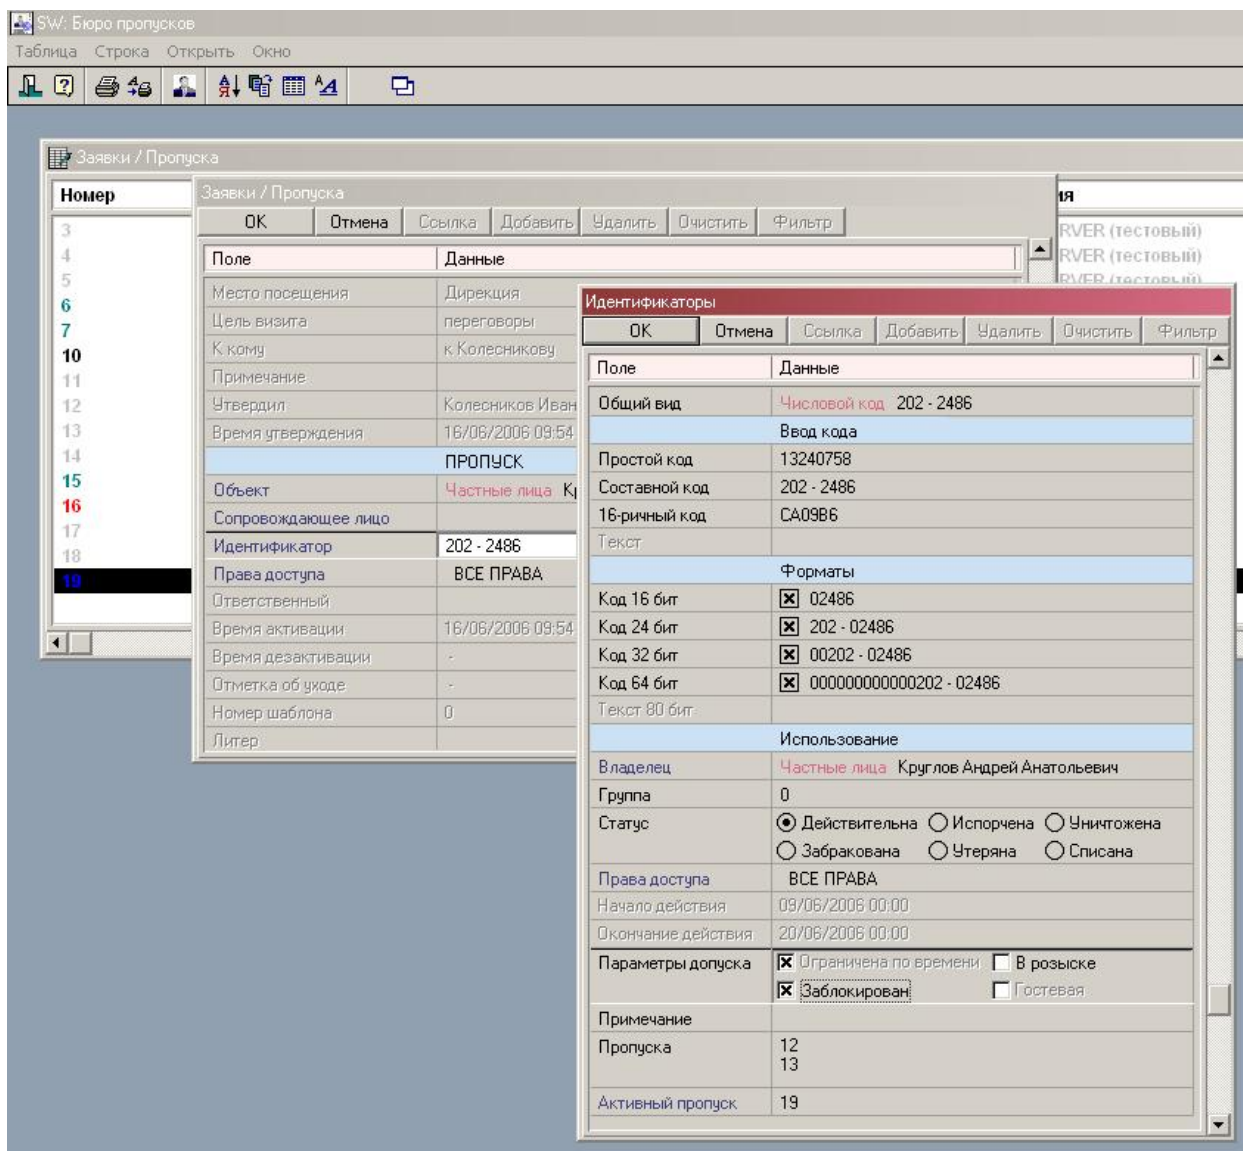 SW: Бюро пропусков
Таблица Строка Открыть Окно
Заявки / Пропуска
Номер
ия
3
RVER (тестовый)
4
RVER (тестовый)
5
RVER (тестовый)
6
7
10
11
12
13
14
15
16
17
18
19
Заявки / Пропуска
OK Отмена Ссылка Добавить Удалить Очистить Фильтр
Поле Данные
Место посещения Дирекция
Цель визита переговоры
К кому к Колесникову
Примечание
Утвердил Колесников Иван
Время утверждения 16/06/2006 09:54
ПРОПУСК
Объект Частные лица Кр
Сопровождающее лицо
Идентификатор 202 - 2486
Права доступа ВСЕ ПРАВА
Ответственный
Время активации 16/06/2006 09:54
Время дезактивации -
Отметка об уходе -
Номер шаблона 0
Литер
Идентификаторы
OK Отмена Ссылка Добавить Удалить Очистить Фильтр
Поле Данные
Общий вид Числовой код 202 - 2486
Ввод кода
Простой код 13240758
Составной код 202 - 2486
16-ричный код CA09B6
Текст
Форматы
Код 16 бит 02486
Код 24 бит 202 - 02486
Код 32 бит 00202 - 02486
Код 64 бит 000000000000202 - 02486
Текст 80 бит
Использование
Владелец Частные лица Круглов Андрей Анатольевич
Группа 0
Статус Действительна Испорчена Уничтожена
Забракована Утеряна Списана
Права доступа ВСЕ ПРАВА
Начало действия 09/06/2006 00:00
Окончание действия 20/06/2006 00:00
Параметры допуска Ограничена по времени В розыске
Заблокирован Гостевая
Примечание
Пропуска 12
13
Активный пропуск 19